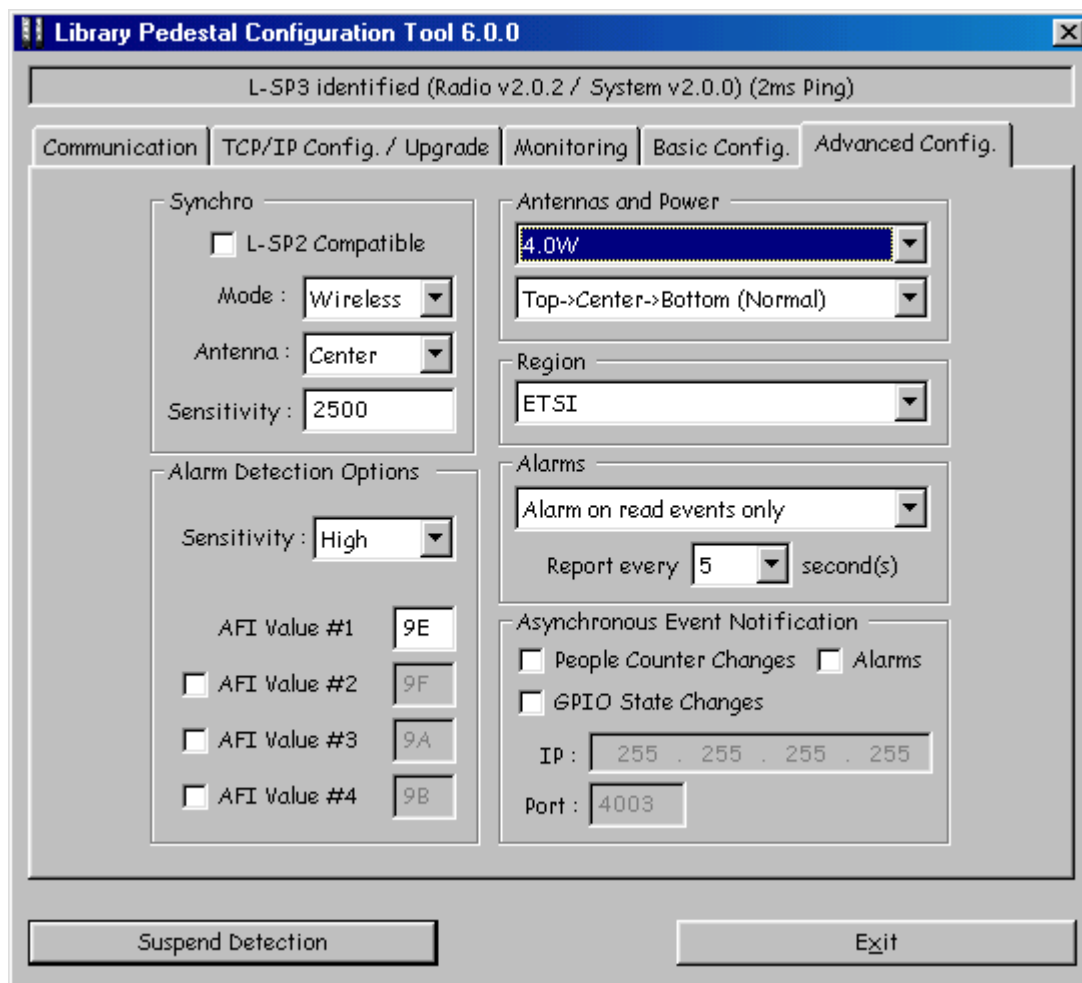 Library Pedestal Configuration Tool 6.0.0
L-SP3 identified (Radio v2.0.2 / System v2.0.0) (2ms Ping)
Communication
TCP/IP Config. / Upgrade
Monitoring
Basic Config.
Advanced Config.
Synchro
L-SP2 Compatible
Mode : Wireless
Antenna : Center
Sensitivity : 2500
Alarm Detection Options
Sensitivity : High
AFI Value #1 9E
AFI Value #2 9F
AFI Value #3 9A
AFI Value #4 9B
Antennas and Power
4.0W
Top->Center->Bottom (Normal)
Region
ETSI
Alarms
Alarm on read events only
Report every 5 second(s)
Asynchronous Event Notification
People Counter Changes Alarms
GPIO State Changes
IP : 255 . 255 . 255 . 255
Port : 4003
Suspend Detection
Exit